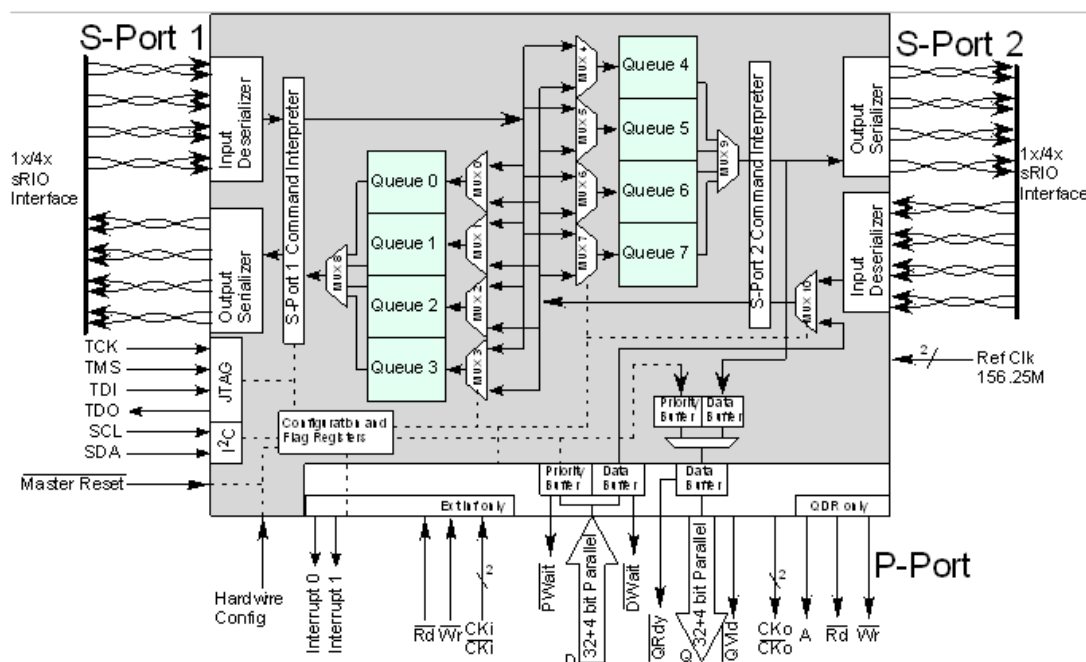 S-Port 1
S-Port 2
1x/4x
sRIO
Interface
Input
Deserializer
Output
Serializer
S-Port 1 Command Interpreter
MUX 8
Queue 0
Queue 1
Queue 2
Queue 3
MUX 0
MUX 1
MUX 2
MUX 3
MUX 4
MUX 5
MUX 6
MUX 7
Queue 4
Queue 5
Queue 6
Queue 7
MUX 9
MUX 10
S-Port 2 Command Interpreter
Output
Serializer
Input
Deserializer
1x/4x
sRIO
Interface
TCK
TMS
TDI
TDO
SCL
SDA
JTAG
I²C
Master Reset
Configuration and
Flag Registers
2
Ref Clk
156.25M
Priority
Buffer
Data
Buffer
Priority
Buffer
Data
Buffer
Data
Buffer
Ext Inf only
QDR only
P-Port
Hardwire
Config
Interrupt 0
Interrupt 1
Rd
Wr
2
CKi
CKi
PWait
D 32+4 bit Parallel
DWait
QRdy
Q 32+4 bit Parallel
QVld
2
CKo
CKo
A
Rd
Wr